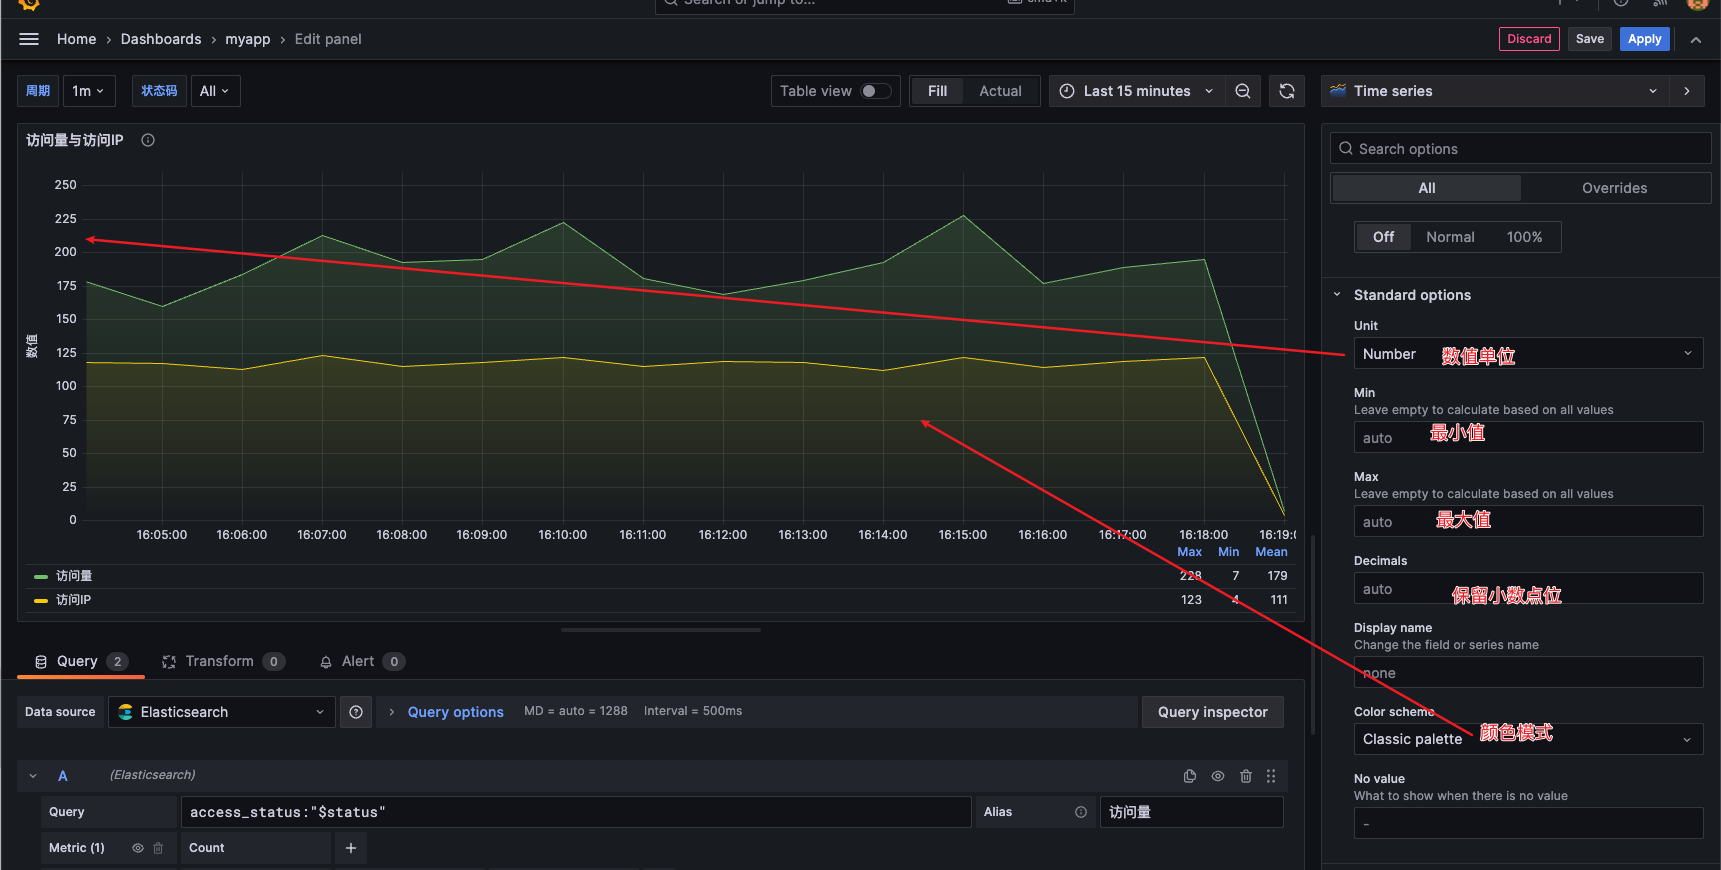 Search or jump to...
Home › Dashboards › myapp › Edit panel
Discard
Save
Apply
周期
1m
状态码
All
Table view
Fill
Actual
Last 15 minutes
Time series
访问量与访问IP
Search options
All
Overrides
Off
Normal
100%
250
225
200
175
150
125
100
75
50
25
0
数值
16:05:00 16:06:00 16:07:00 16:08:00 16:09:00 16:10:00 16:11:00 16:12:00 16:13:00 16:14:00 16:15:00 16:16:00 16:17:00 16:18:00 16:19:0
Max Min Mean
访问量 228 7 179
访问IP 123 4 111
Standard options
Unit
Number 数值单位
Min
Leave empty to calculate based on all values
auto 最小值
Max
Leave empty to calculate based on all values
auto 最大值
Decimals
auto 保留小数点位
Display name
Change the field or series name
none
Color scheme
Classic palette 颜色模式
No value
What to show when there is no value
-
Query 2
Transform 0
Alert 0
Data source
Elasticsearch
Query options
MD = auto = 1288
Interval = 500ms
Query inspector
A (Elasticsearch)
Query
access_status:"$status"
Alias
访问量
Metric (1)
Count
+